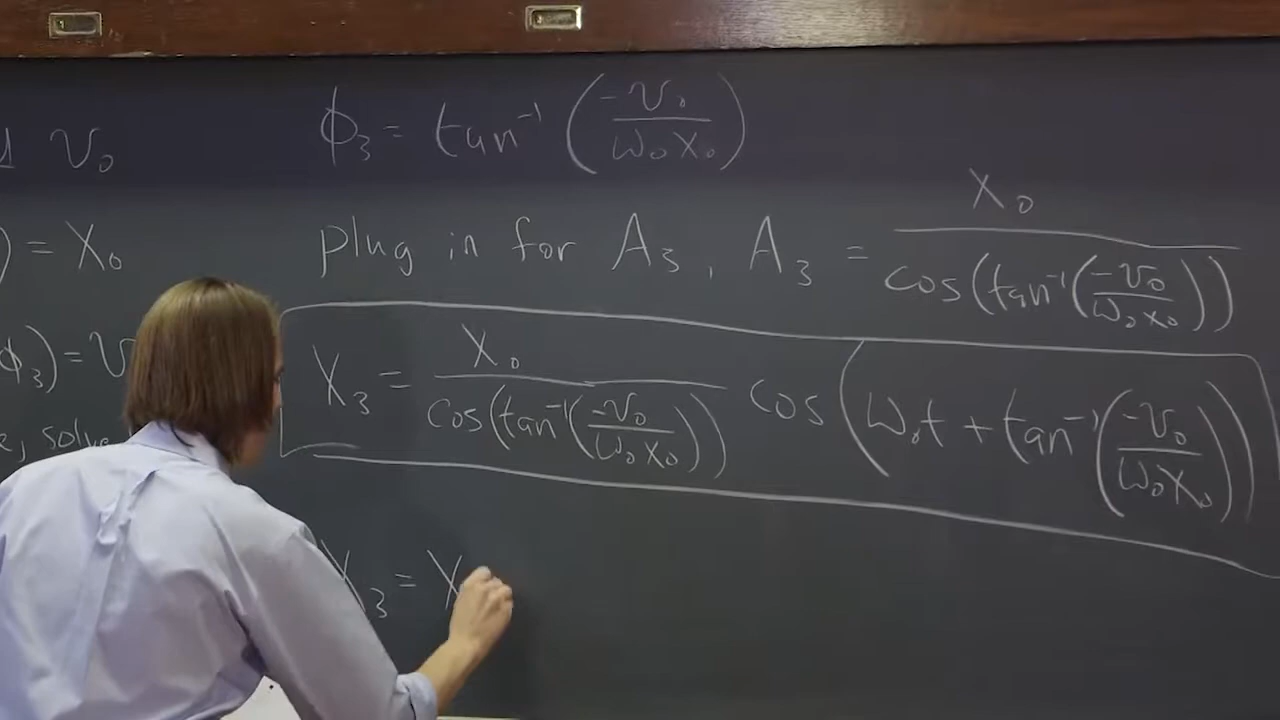 v₀
ϕ₃ = tan⁻¹ (-v₀ / ω₀x₀)
) = x₀
plug in for A₃, A₃ = x₀ / cos(tan⁻¹(-v₀ / ω₀x₀))
ϕ₃) = v
x₃ = x₀ / cos(tan⁻¹(-v₀ / ω₀x₀)) cos(ω₀t + tan⁻¹(-v₀ / ω₀x₀))
, solve
x₃ = x